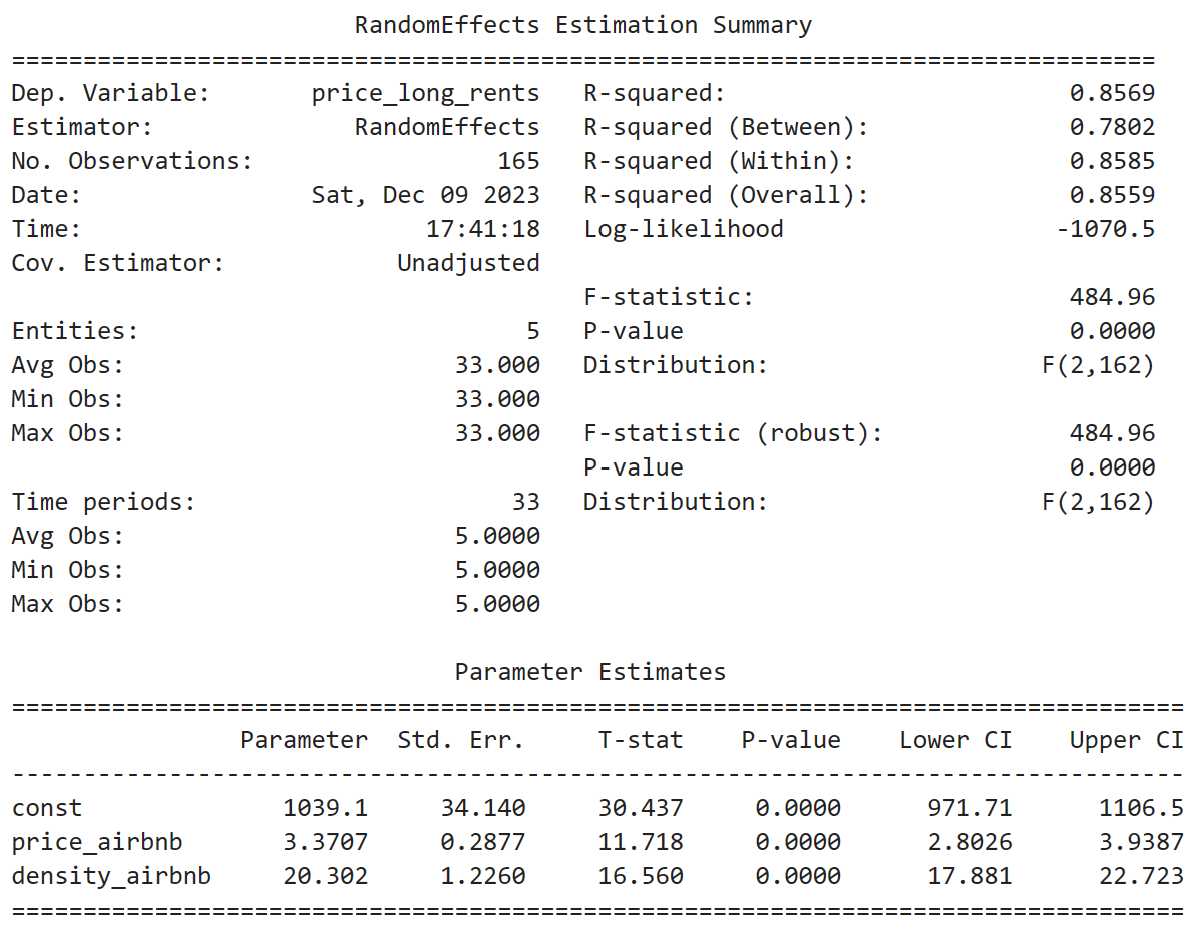 RandomEffects Estimation Summary
================================================================================
Dep. Variable: price_long_rents R-squared: 0.8569
Estimator: RandomEffects R-squared (Between): 0.7802
No. Observations: 165 R-squared (Within): 0.8585
Date: Sat, Dec 09 2023 R-squared (Overall): 0.8559
Time: 17:41:18 Log-likelihood -1070.5
Cov. Estimator: Unadjusted
F-statistic: 484.96
Entities: 5 P-value 0.0000
Avg Obs: 33.000 Distribution: F(2,162)
Min Obs: 33.000
Max Obs: 33.000 F-statistic (robust): 484.96
P-value 0.0000
Time periods: 33 Distribution: F(2,162)
Avg Obs: 5.0000
Min Obs: 5.0000
Max Obs: 5.0000
Parameter Estimates
==================================================================================
Parameter Std. Err. T-stat P-value Lower CI Upper CI
----------------------------------------------------------------------------------
const 1039.1 34.140 30.437 0.0000 971.71 1106.5
price_airbnb 3.3707 0.2877 11.718 0.0000 2.8026 3.9387
density_airbnb 20.302 1.2260 16.560 0.0000 17.881 22.723
==================================================================================